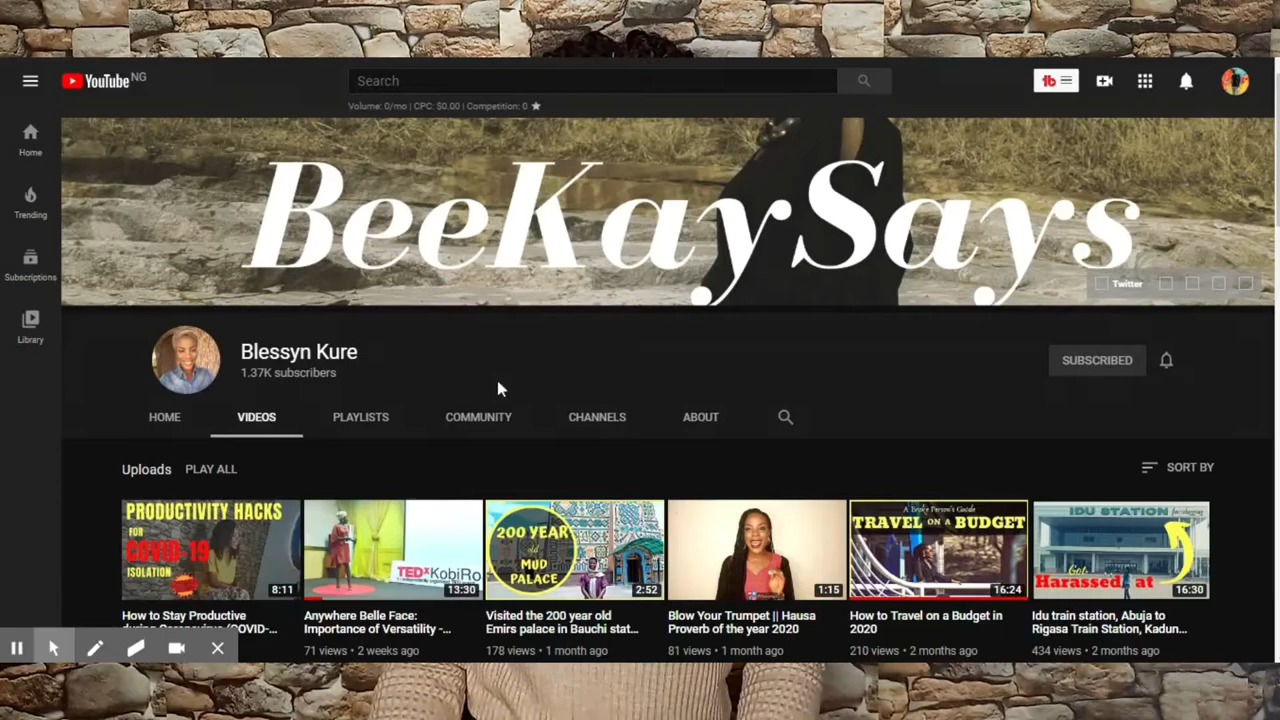 YouTube NG
Search
Volume: 0/mo | CPC: $0.00 | Competition: 0
tb
Home
Trending
Subscriptions
Library
BeeKaySays
Twitter
Blessyn Kure
1.37K subscribers
SUBSCRIBED
HOME VIDEOS PLAYLISTS COMMUNITY CHANNELS ABOUT
Uploads PLAY ALL
SORT BY
PRODUCTIVITY HACKS
FOR
COVID-19
ISOLATION
8:11
How to Stay Productive
during Coronavirus (COVID-...
TEDxKobiRo
13:30
Anywhere Belle Face:
Importance of Versatility -...
71 views • 2 weeks ago
200 YEAR
old
MUD
PALACE
2:52
Visited the 200 year old
Emirs palace in Bauchi stat...
178 views • 1 month ago
1:15
Blow Your Trumpet || Hausa
Proverb of the year 2020
81 views • 1 month ago
A Broke Person's Guide
TRAVEL ON A BUDGET
16:24
How to Travel on a Budget in
2020
210 views • 2 months ago
IDU STATION
Got
Harassed at
16:30
Idu train station, Abuja to
Rigasa Train Station, Kadun...
434 views • 2 months ago